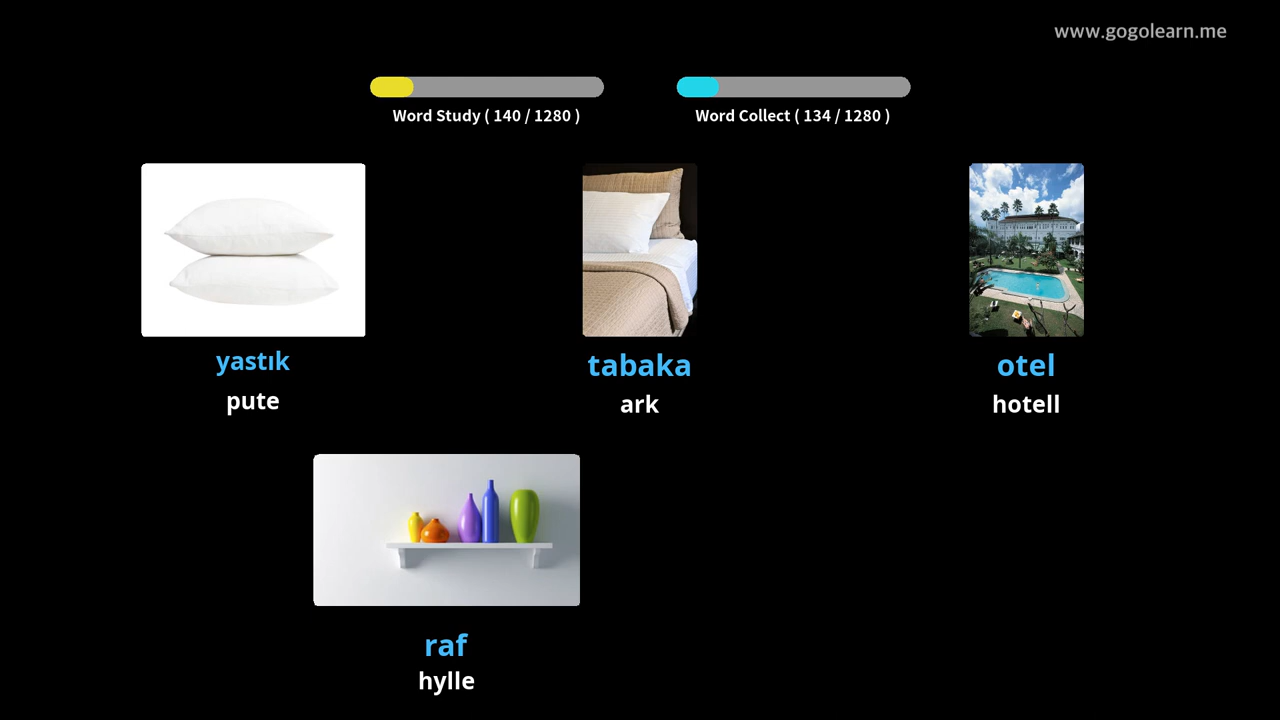 www.gogolearn.me
Word Study ( 140 / 1280 )
Word Collect ( 134 / 1280 )
yastık
pute
tabaka
ark
otel
hotell
raf
hylle